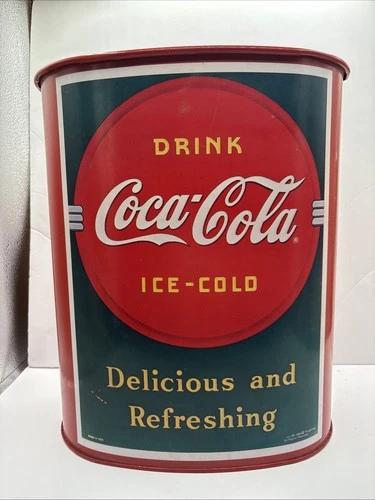 DRINK
Coca-Cola
ICE-COLD
Delicious and
Refreshing